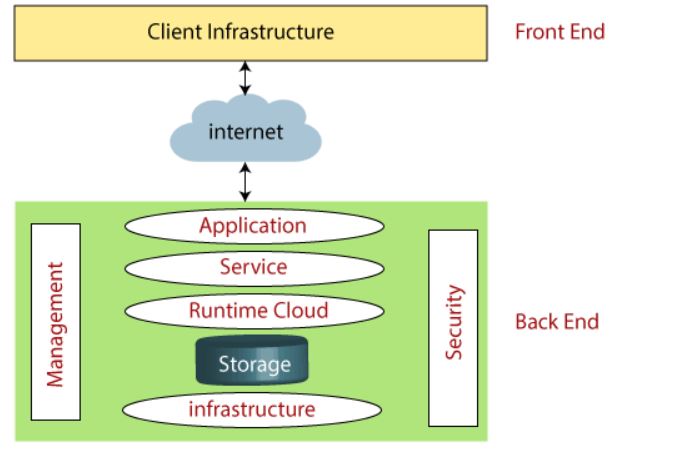 Client Infrastructure
Front End
internet
Application
Service
Runtime Cloud
Storage
infrastructure
Management
Security
Back End